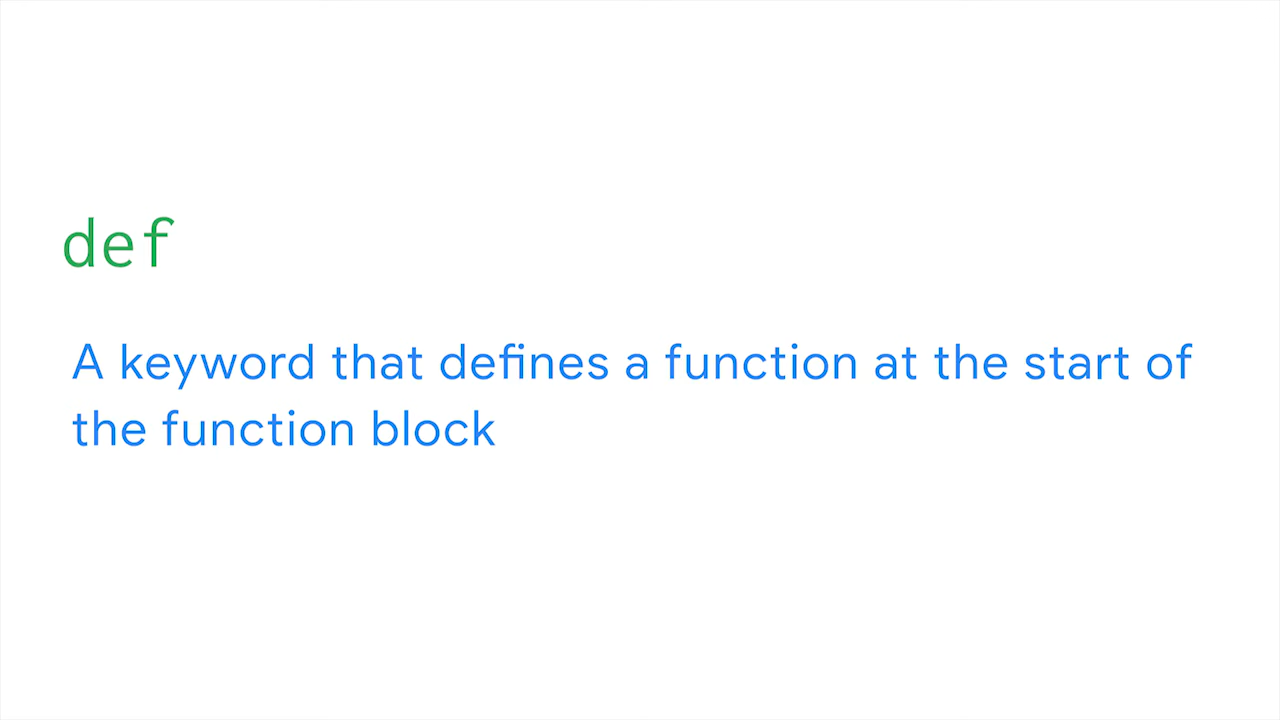 def
A keyword that defines a function at the start of
the function block